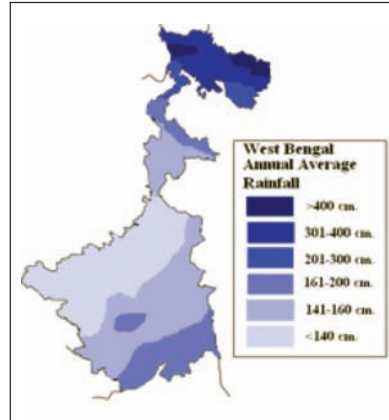 West Bengal
Annual Average
Rainfall
>400 cm.
301-400 cm.
201-300 cm.
161-200 cm.
141-160 cm.
<140 cm.